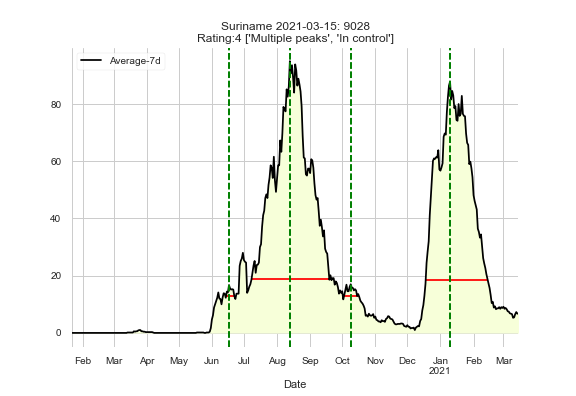 Suriname 2021-03-15: 9028
Rating:4 ['Multiple peaks', 'In control']
Average-7d
80
60
40
20
0
Feb Mar Apr May Jun Jul Aug Sep Oct Nov Dec Jan Feb Mar
2021
Date